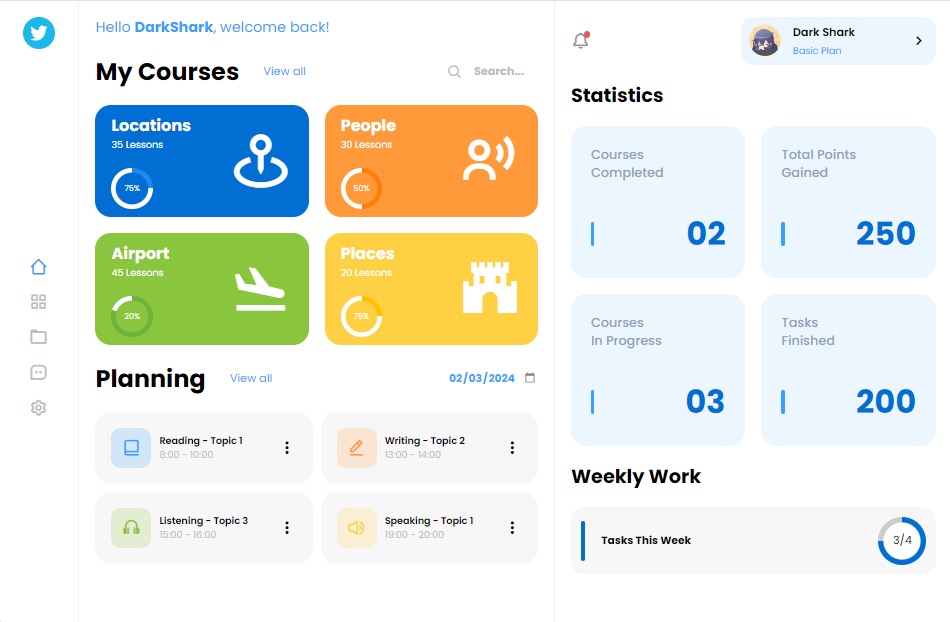 Hello DarkShark, welcome back!
My Courses
View all
Search...
Locations
35 Lessons
75%
People
30 Lessons
50%
Airport
45 Lessons
20%
Places
20 Lessons
75%
Planning
View all
02/03/2024
Reading - Topic 1
8:00 - 10:00
Writing - Topic 2
13:00 - 14:00
Listening - Topic 3
15:00 - 16:00
Speaking - Topic 1
19:00 - 20:00
Dark Shark
Basic Plan
Statistics
Courses
Completed
02
Total Points
Gained
250
Courses
In Progress
03
Tasks
Finished
200
Weekly Work
Tasks This Week
3/4